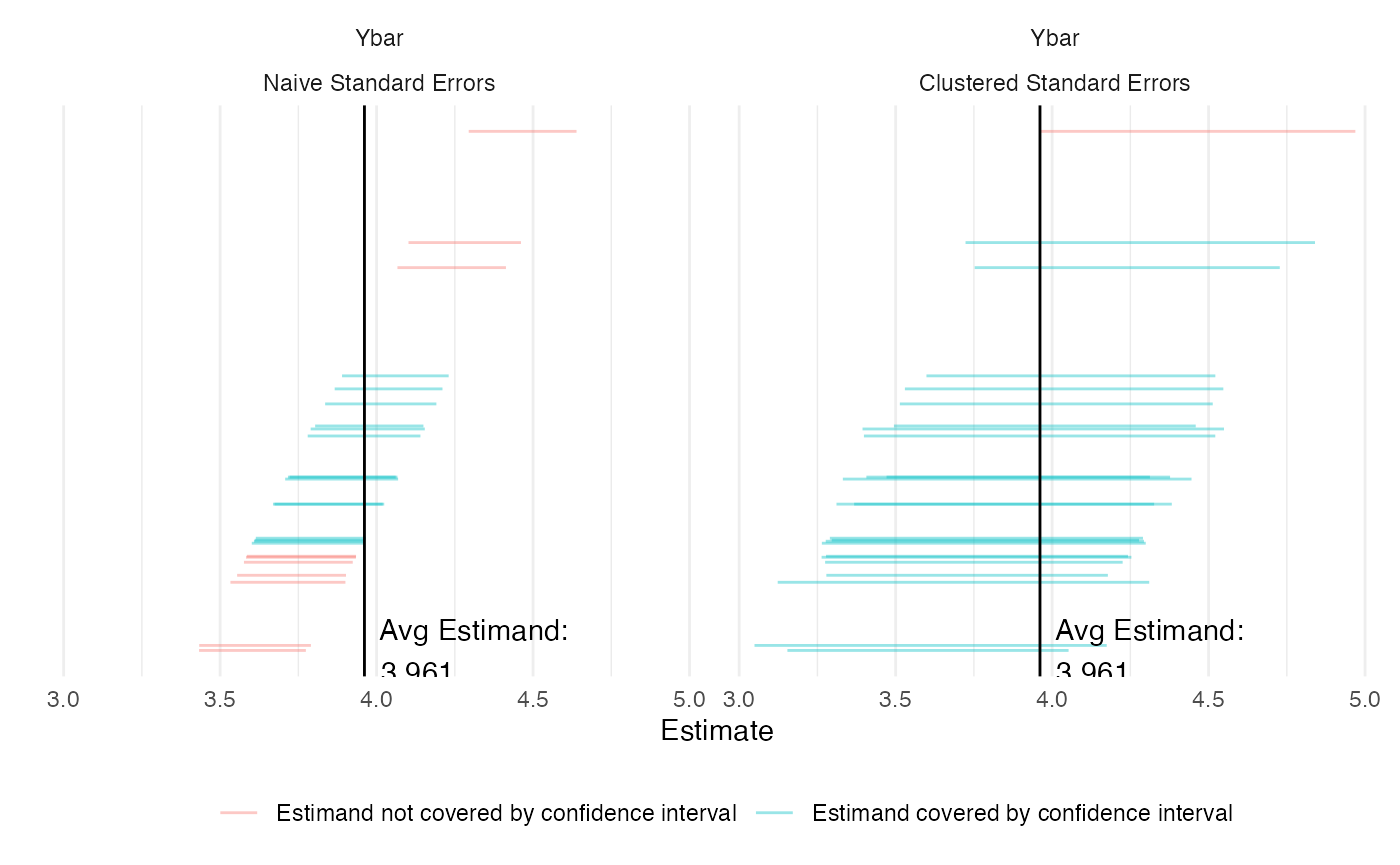 Ybar
Ybar
Naive Standard Errors
Clustered Standard Errors
Avg Estimand:
3.961
Avg Estimand:
3.961
3.0 3.5 4.0 4.5 5.0
3.0 3.5 4.0 4.5 5.0
Estimate
Estimand not covered by confidence interval
Estimand covered by confidence interval